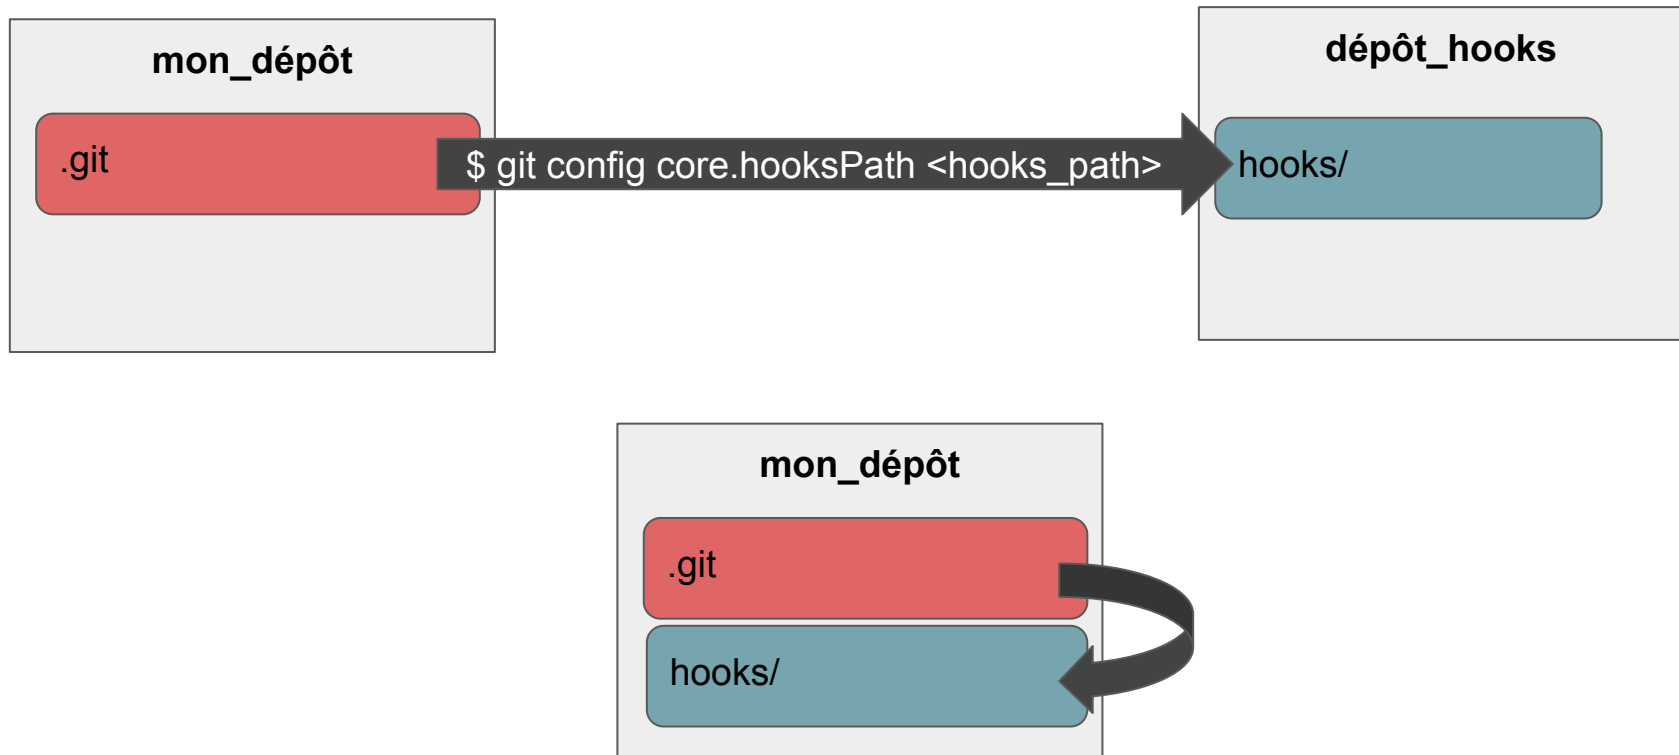 mon_dépôt
dépôt_hooks
.git
$ git config core.hooksPath <hooks_path>
hooks/
mon_dépôt
.git
hooks/